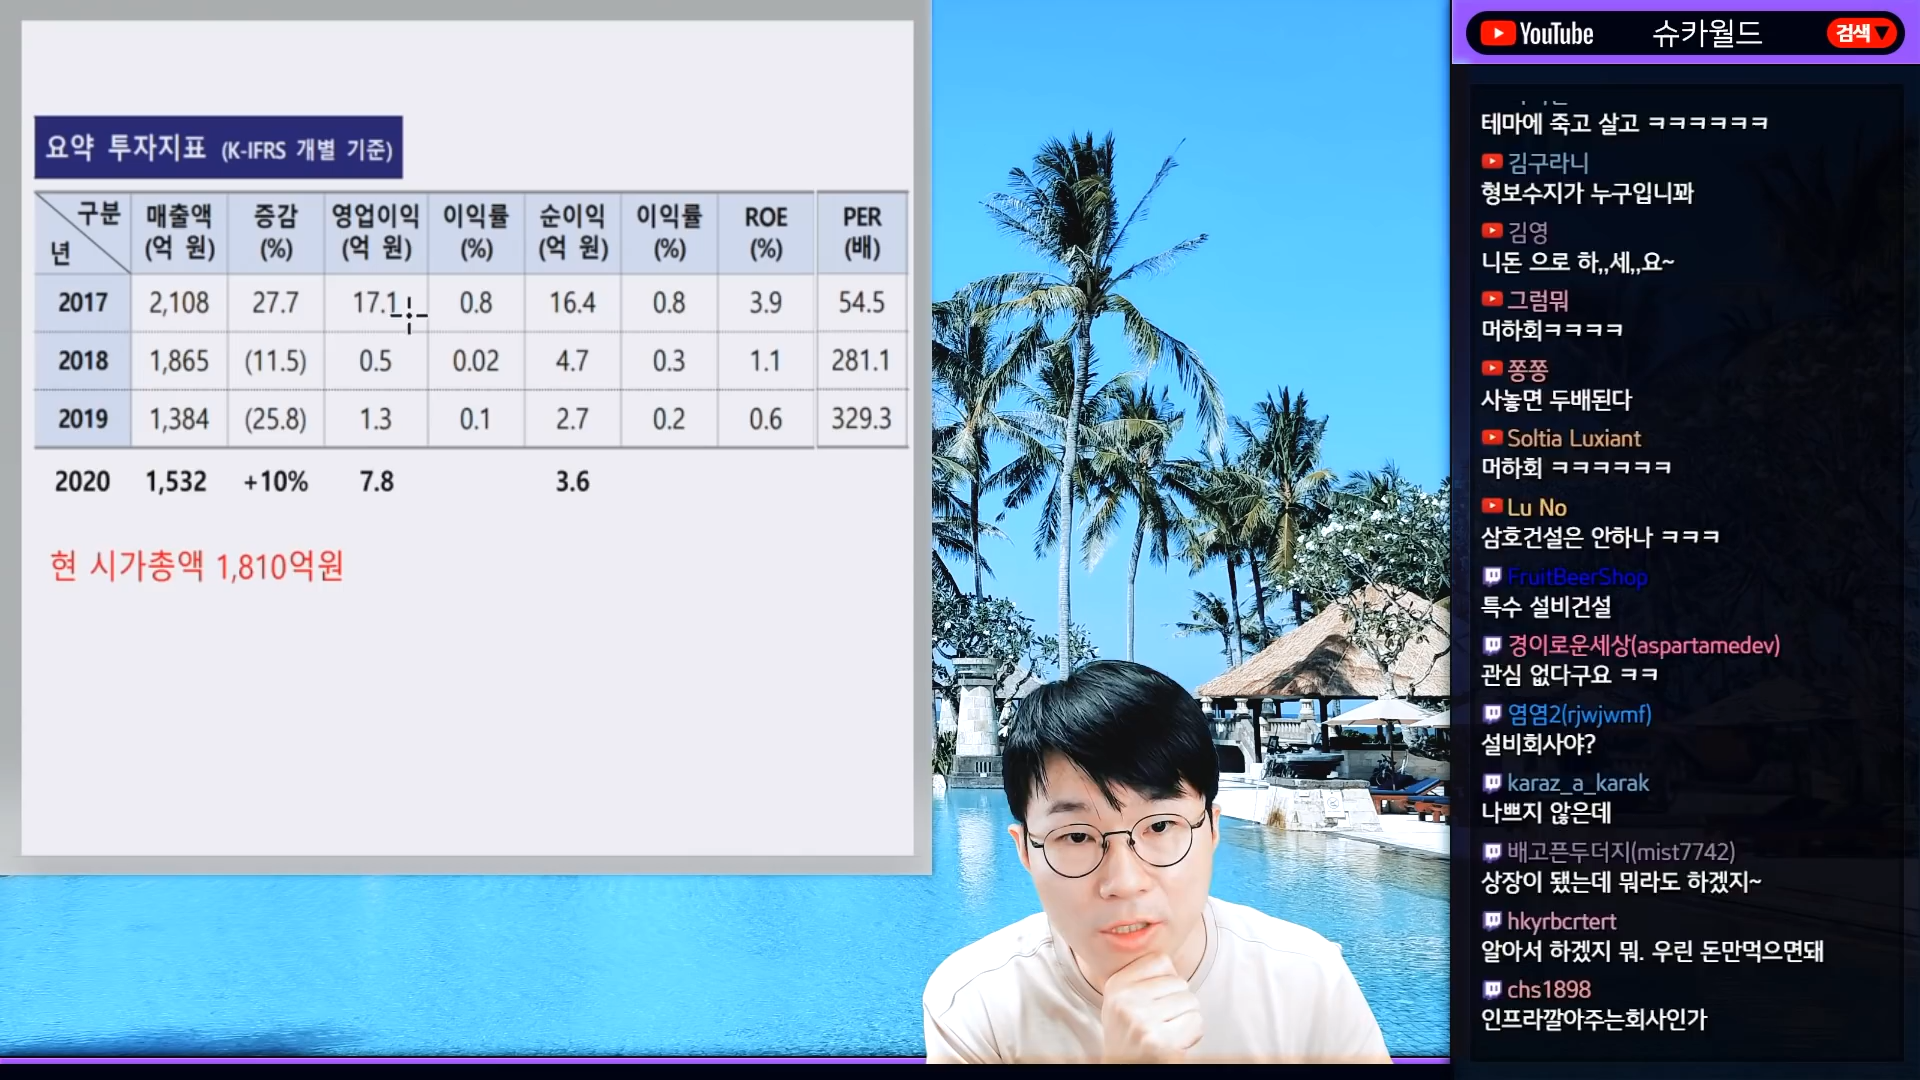 요약 투자지표 (K-IFRS 개별 기준)
구분 년 매출액 (억 원) 증감 (%) 영업이익 (억 원) 이익률 (%) 순이익 (억 원) 이익률 (%) ROE (%) PER (배)
2017 2,108 27.7 17.1 0.8 16.4 0.8 3.9 54.5
2018 1,865 (11.5) 0.5 0.02 4.7 0.3 1.1 281.1
2019 1,384 (25.8) 1.3 0.1 2.7 0.2 0.6 329.3
2020 1,532 +10% 7.8 3.6
현 시가총액 1,810억원
YouTube 슈카월드 검색▼
테마에 죽고 살고 ㅋㅋㅋㅋㅋㅋ
김구라니
형보수지가 누구입니꽈
김영
니돈 으로 하,,세,,요~
그럼뭐
머하회ㅋㅋㅋㅋ
쫑쫑
사놓면 두배된다
Soltia Luxiant
머하회 ㅋㅋㅋㅋㅋㅋ
Lu No
삼호건설은 안하나 ㅋㅋㅋ
FruitBeerShop
특수 설비건설
경이로운세상(aspartamedev)
관심 없다구요 ㅋㅋ
염염2(rjwjwmf)
설비회사야?
karaz_a_karak
나쁘지 않은데
배고픈두더지(mist7742)
상장이 됐는데 뭐라도 하겠지~
hkyrbcrtert
알아서 하겠지 뭐. 우린 돈만먹으면돼
chs1898
인프라깔아주는회사인가